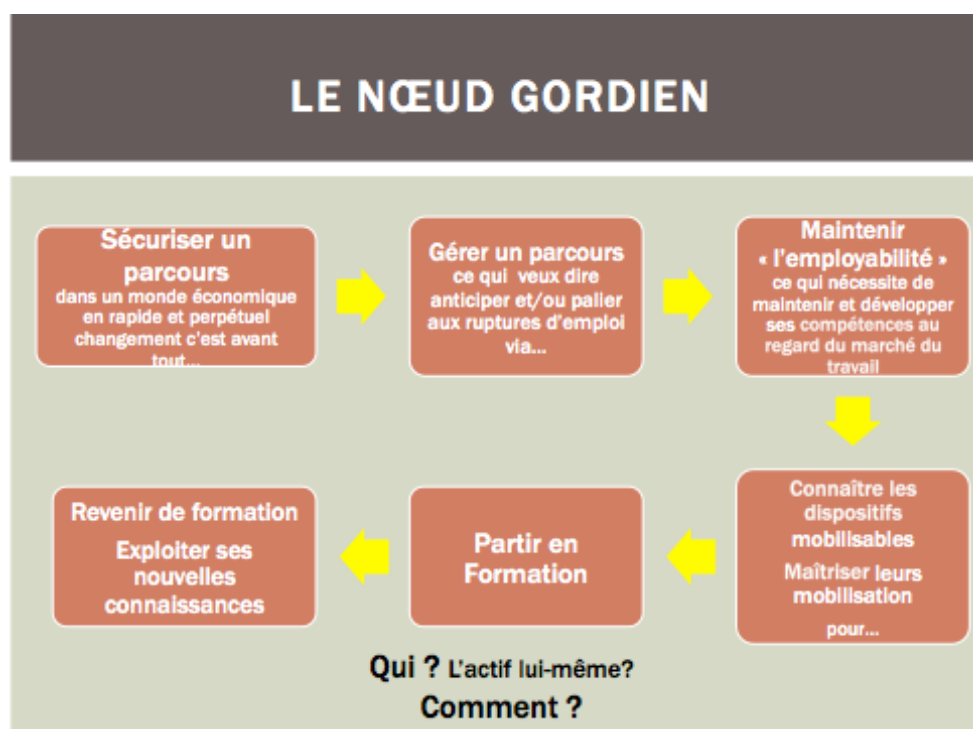 LE NŒUD GORDIEN
Sécuriser un
parcours
dans un monde économique
en rapide et perpétuel
changement c'est avant
tout...
Gérer un parcours
ce qui veux dire
anticiper et/ou palier
aux ruptures d'emploi
via...
Maintenir
« l'employabilité »
ce qui nécessite de
maintenir et développer
ses compétences au
regard du marché du
travail
Connaître les
dispositifs
mobilisables
Maîtriser leurs
mobilisation
pour...
Partir en
Formation
Revenir de formation
Exploiter ses
nouvelles
connaissances
Qui ? L'actif lui-même?
Comment ?